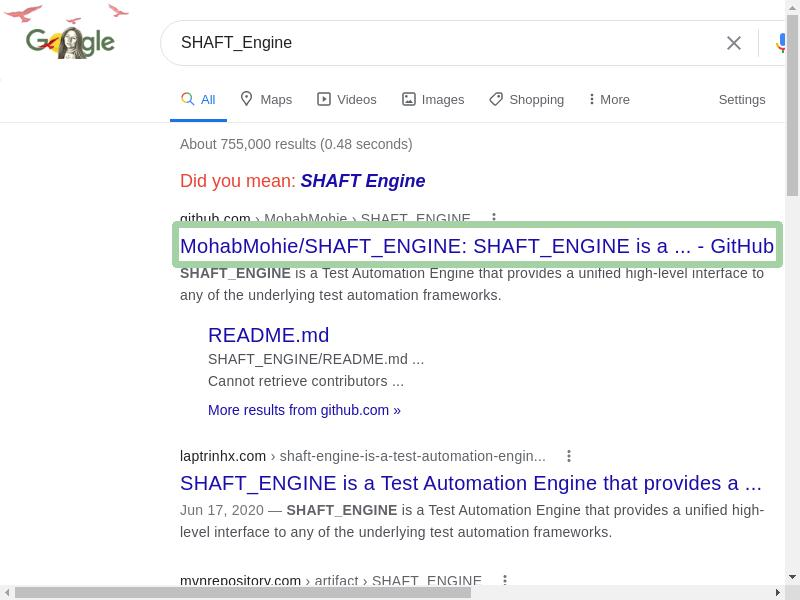 Google
SHAFT_Engine
All Maps Videos Images Shopping More Settings
About 755,000 results (0.48 seconds)
Did you mean: SHAFT Engine
github.com › MohabMohie › SHAFT_ENGINE
MohabMohie/SHAFT_ENGINE: SHAFT_ENGINE is a ... - GitHub
SHAFT_ENGINE is a Test Automation Engine that provides a unified high-level interface to
any of the underlying test automation frameworks.
README.md
SHAFT_ENGINE/README.md ...
Cannot retrieve contributors ...
More results from github.com »
laptrinhx.com › shaft-engine-is-a-test-automation-engin...
SHAFT_ENGINE is a Test Automation Engine that provides a ...
Jun 17, 2020 — SHAFT_ENGINE is a Test Automation Engine that provides a unified high-
level interface to any of the underlying test automation frameworks.
mvnrepository.com › artifact › SHAFT_ENGINE